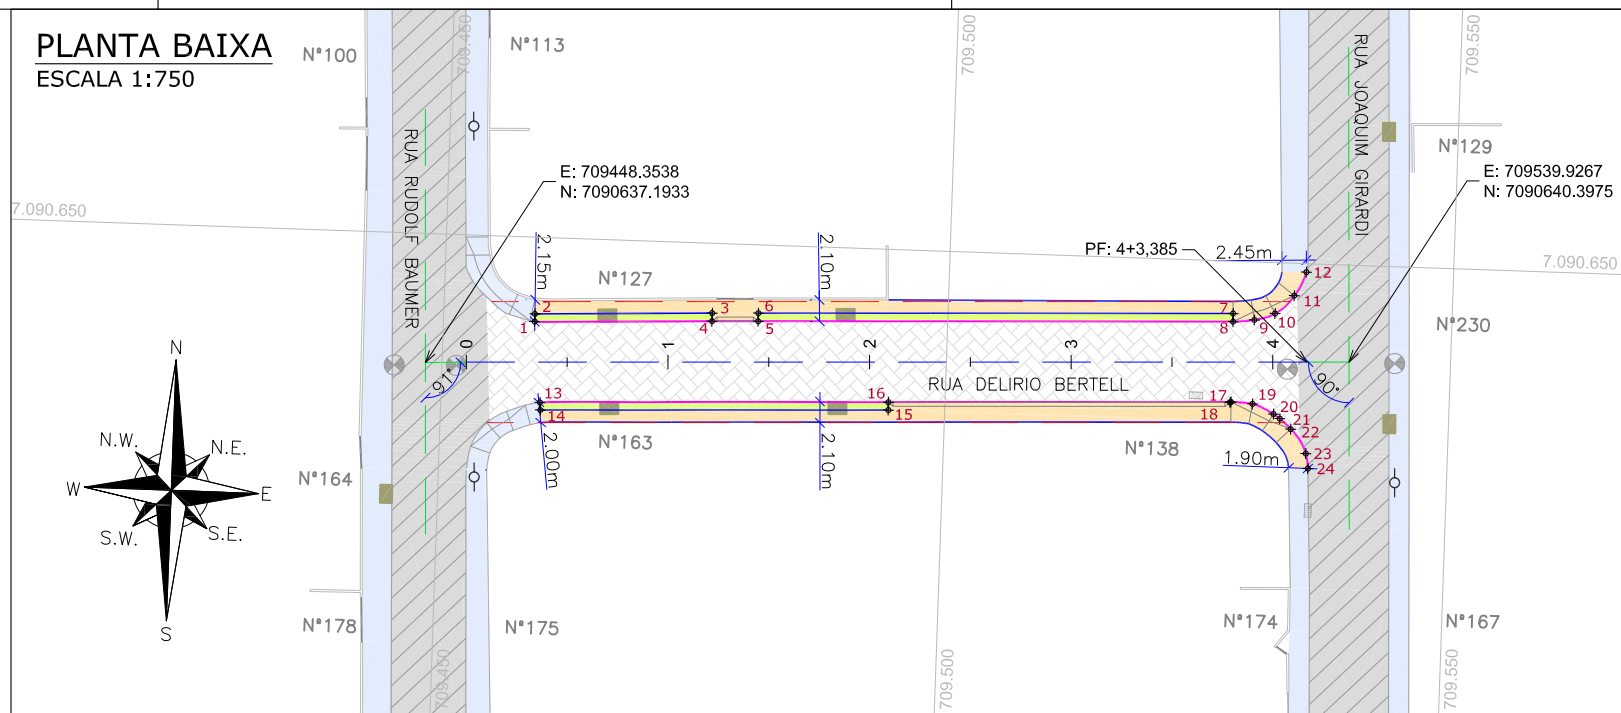 PLANTA BAIXA
ESCALA 1:750
N°100
N°113
709.450
709.500
709.550
RUA RUDOLF BAUMER
RUA JOAQUIM GIRARDI
N°129
E: 709448.3538
N: 7090637.1933
E: 709539.9267
N: 7090640.3975
7.090.650
7.090.650
2.15m
N°127
2.10m
PF: 4+3,385
2.45m
12
11
10
9
8
7
6
5
4
3
2
1
N°230
0
1
2
3
4
91°
90°
RUA DELIRIO BERTELL
13
14
16
15
17
18
19
20
21
22
23
24
2.00m
N°163
2.10m
N°138
1.90m
N°164
N
N.W.
N.E.
W
E
S.W.
S.E.
S
N°178
N°175
N°174
N°167
709.450
709.500
709.550